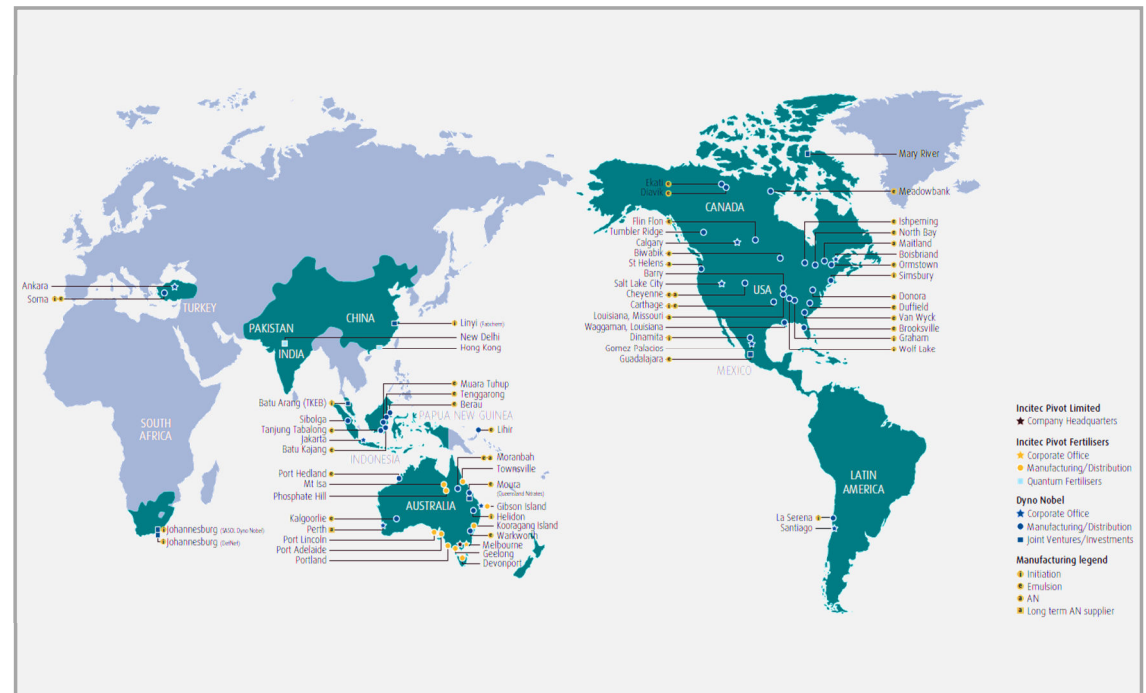 Mary River
Ekati
Diavik
Meadowbank
CANADA
Flin Flon
Tumbler Ridge
Calgary
Biwabik
St Helens
Barry
Salt Lake City
Cheyenne
Carthage
Louisiana, Missouri
Waggaman, Louisiana
Dinamita
Gomez Palacios
Guadalajara
USA
MEXICO
Ishpeming
North Bay
Maitland
Boisbriand
Ormstown
Simsbury
Donora
Duffield
Van Wyck
Brooksville
Graham
Wolf Lake
Ankara
Soma
TURKEY
PAKISTAN
CHINA
INDIA
Linyi (Fabchem)
New Delhi
Hong Kong
Muara Tuhup
Tenggarong
Berau
Batu Arang (TKEB)
Sibolga
Tanjung Tabalong
Jakarta
Batu Kajang
PAPUA NEW GUINEA
Lihir
INDONESIA
SOUTH
AFRICA
Johannesburg (SASOL Dyno Nobel)
Johannesburg (DetNet)
Port Hedland
Mt Isa
Phosphate Hill
Kalgoorlie
Perth
Port Lincoln
Port Adelaide
Portland
AUSTRALIA
Moranbah
Townsville
Moura
(Queensland Nitrates)
Gibson Island
Helidon
Kooragang Island
Warkworth
Melbourne
Geelong
Devonport
LATIN
AMERICA
La Serena
Santiago
Incitec Pivot Limited
Company Headquarters
Incitec Pivot Fertilisers
Corporate Office
Manufacturing/Distribution
Quantum Fertilisers
Dyno Nobel
Corporate Office
Manufacturing/Distribution
Joint Ventures/Investments
Manufacturing legend
i Initiation
e Emulsion
a AN
a Long term AN supplier